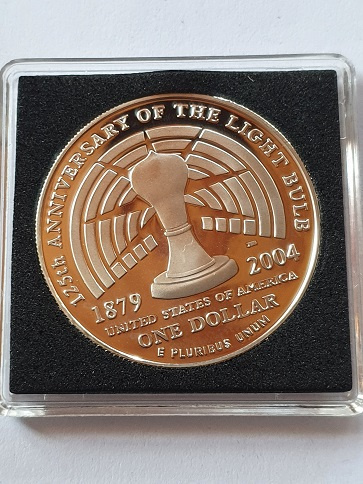 125th ANNIVERSARY OF THE LIGHT BULB
1879 2004
UNITED STATES OF AMERICA
ONE DOLLAR
E PLURIBUS UNUM